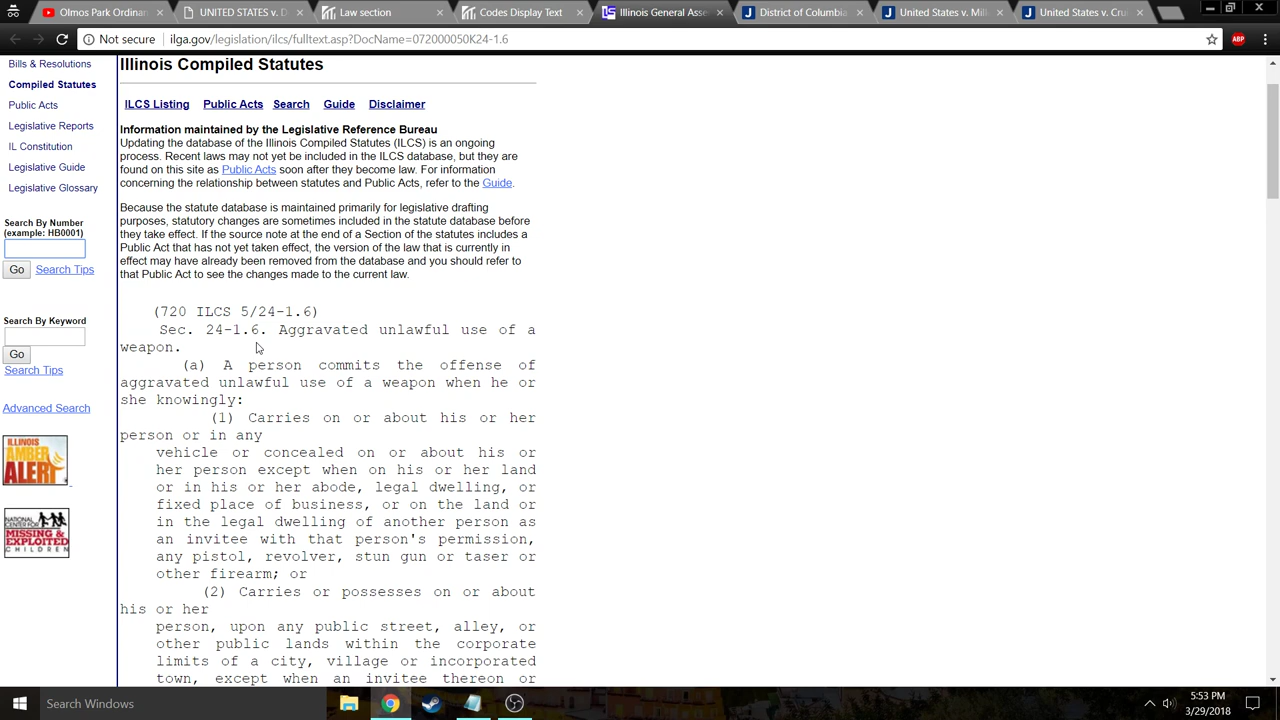 Olmos Park Ordinan
UNITED STATES v. D
Law section
Codes Display Text
Illinois General Asse
District of Columbia
United States v. Mill
United States v. Crui
Not secure
ilga.gov/legislation/ilcs/fulltext.asp?DocName=072000050K24-1.6
ABP
Bills & Resolutions
Compiled Statutes
Public Acts
Legislative Reports
IL Constitution
Legislative Guide
Legislative Glossary
Search By Number
(example: HB0001)
Go
Search Tips
Search By Keyword
Go
Search Tips
Advanced Search
ILLINOIS
AMBER
ALERT
NATIONAL
CENTER FOR
MISSING &
EXPLOITED
CHILDREN
Illinois Compiled Statutes
ILCS Listing Public Acts Search Guide Disclaimer
Information maintained by the Legislative Reference Bureau
Updating the database of the Illinois Compiled Statutes (ILCS) is an ongoing
process. Recent laws may not yet be included in the ILCS database, but they are
found on this site as Public Acts soon after they become law. For information
concerning the relationship between statutes and Public Acts, refer to the Guide.
Because the statute database is maintained primarily for legislative drafting
purposes, statutory changes are sometimes included in the statute database before
they take effect. If the source note at the end of a Section of the statutes includes a
Public Act that has not yet taken effect, the version of the law that is currently in
effect may have already been removed from the database and you should refer to
that Public Act to see the changes made to the current law.
(720 ILCS 5/24-1.6)
Sec. 24-1.6. Aggravated unlawful use of a
weapon.
(a) A person commits the offense of
aggravated unlawful use of a weapon when he or
she knowingly:
(1) Carries on or about his or her
person or in any
vehicle or concealed on or about his or
her person except when on his or her land
or in his or her abode, legal dwelling, or
fixed place of business, or on the land or
in the legal dwelling of another person as
an invitee with that person's permission,
any pistol, revolver, stun gun or taser or
other firearm; or
(2) Carries or possesses on or about
his or her
person, upon any public street, alley, or
other public lands within the corporate
limits of a city, village or incorporated
town, except when an invitee thereon or
Search Windows
5:53 PM
3/29/2018